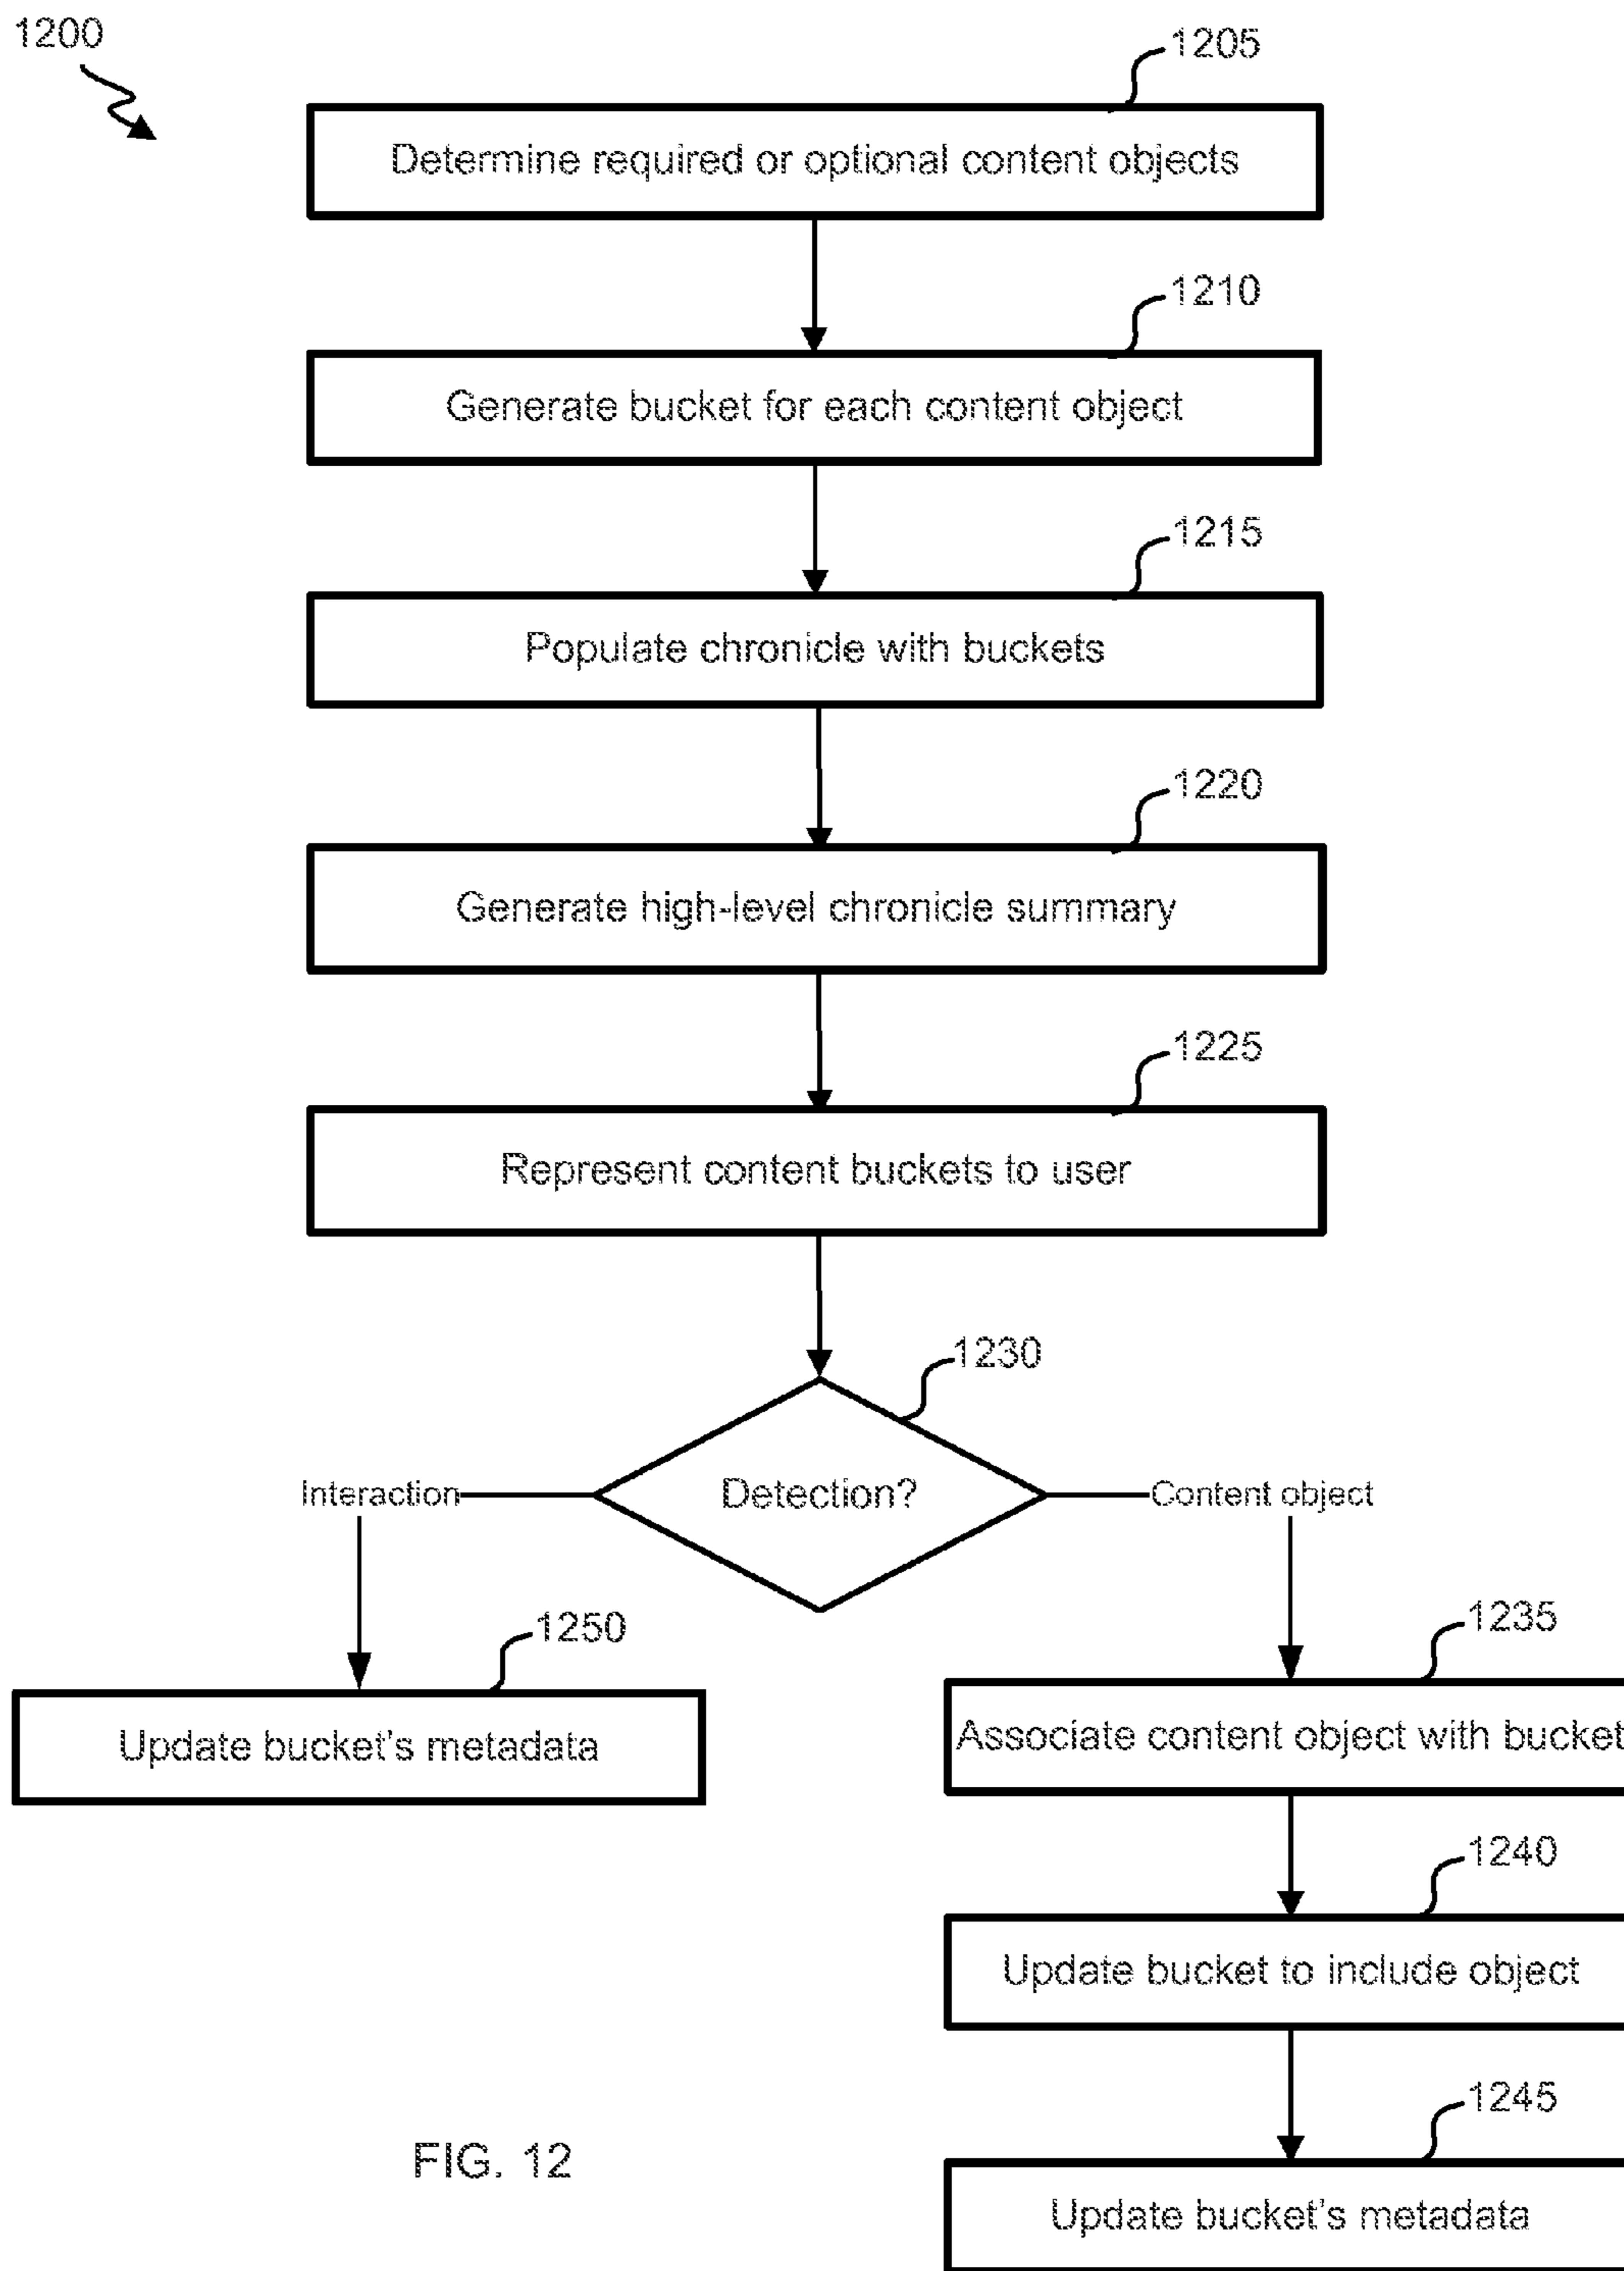 1200
1205
Determine required or optional content objects
1210
Generate bucket for each content object
1215
Populate chronicle with buckets
1220
Generate high-level chronicle summary
1225
Represent content buckets to user
1230
Interaction
Detection?
Content object
1250
Update bucket's metadata
1235
Associate content object with bucket
1240
Update bucket to include object
1245
Update bucket's metadata
FIG. 12